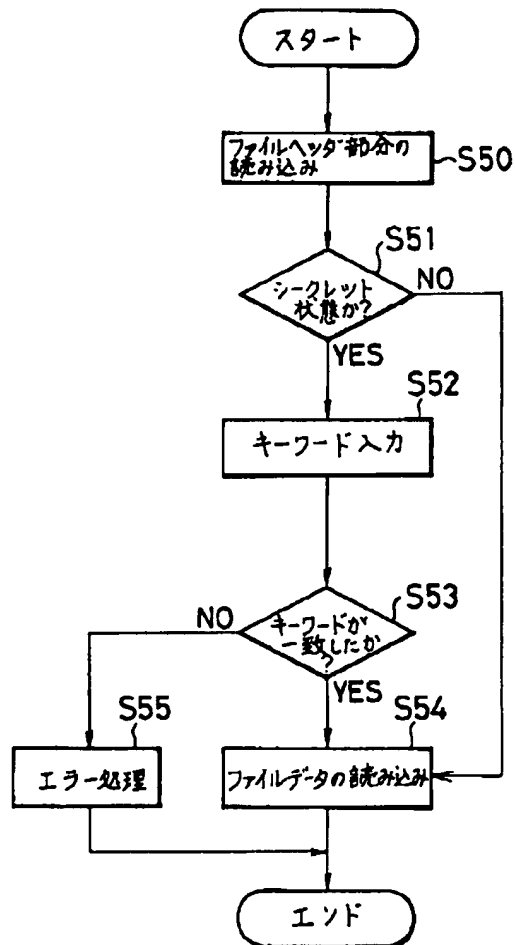 スタート
ファイルヘッダ部分の
読み込み
S50
S51
シークレット
状態か?
NO
YES
S52
キーワード入力
S53
キーワードが
一致したか
?
NO
YES
S55
S54
エラー処理
ファイルデータの読み込み
エンド